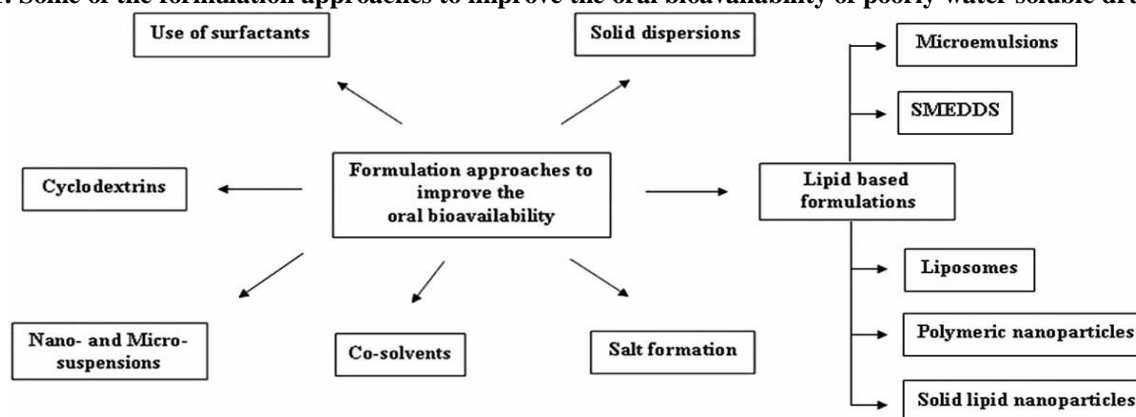 Some of the formulation approaches to improve the oral bioavailability of poorly water soluble
Use of surfactants
Solid dispersions
Microemulsions
SMEDDS
Cyclodextrins
Formulation approaches to
improve the
oral bioavailability
Lipid based
formulations
Liposomes
Nano- and Micro-
suspensions
Co-solvents
Salt formation
Polymeric nanoparticles
Solid lipid nanoparticles